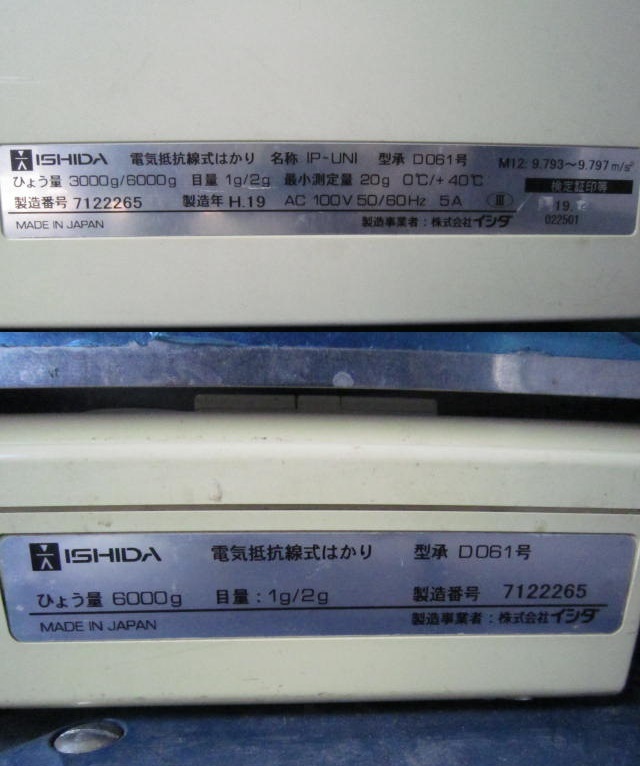 ISHIDA 電気抵抗線式はかり 名称 IP-UNI 型承 D061号 M12: 9.793～9.797 m/s²
ひょう量 3000g/6000g 目量 1g/2g 最小測定量 20g 0℃/+40℃ 検定証印等
製造番号 7122265 製造年 H.19 AC 100V 50/60Hz 5A III 19.
MADE IN JAPAN 製造事業者：株式会社イシダ 022501
ISHIDA 電気抵抗線式はかり 型承 D061号
ひょう量 6000g 目量：1g/2g 製造番号 7122265
MADE IN JAPAN 製造事業者：株式会社イシダ